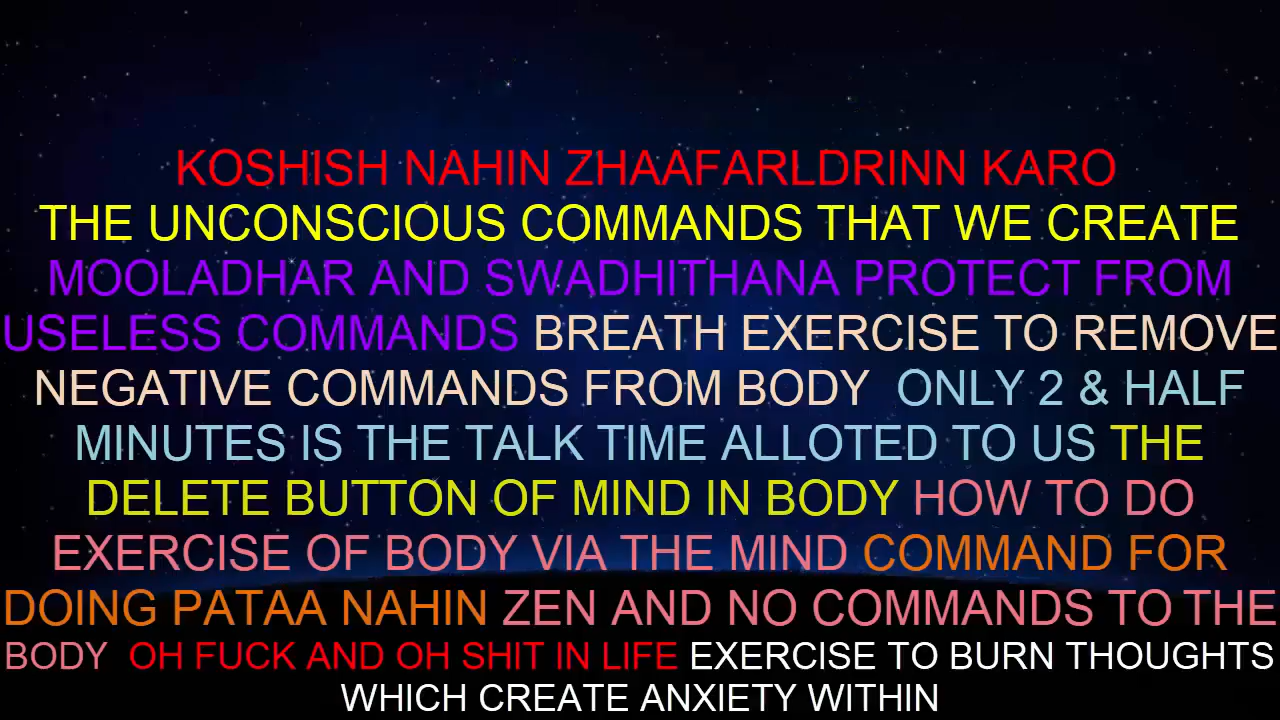 KOSHISH NAHIN ZHAAFARLDRINN KARO
THE UNCONSCIOUS COMMANDS THAT WE CREATE
MOOLADHAR AND SWADHITHANA PROTECT FROM
USELESS COMMANDS BREATH EXERCISE TO REMOVE
NEGATIVE COMMANDS FROM BODY ONLY 2 & HALF
MINUTES IS THE TALK TIME ALLOTED TO US THE
DELETE BUTTON OF MIND IN BODY HOW TO DO
EXERCISE OF BODY VIA THE MIND COMMAND FOR
DOING PATAA NAHIN ZEN AND NO COMMANDS TO THE
BODY OH FUCK AND OH SHIT IN LIFE EXERCISE TO BURN THOUGHTS
WHICH CREATE ANXIETY WITHIN